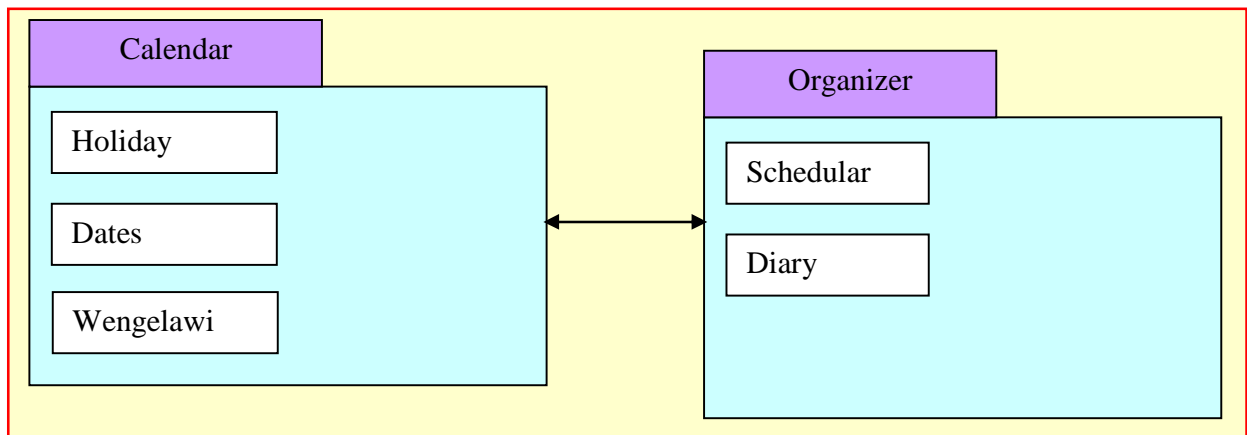 Calendar
Holiday
Dates
Wengelawi
Organizer
Schedular
Diary